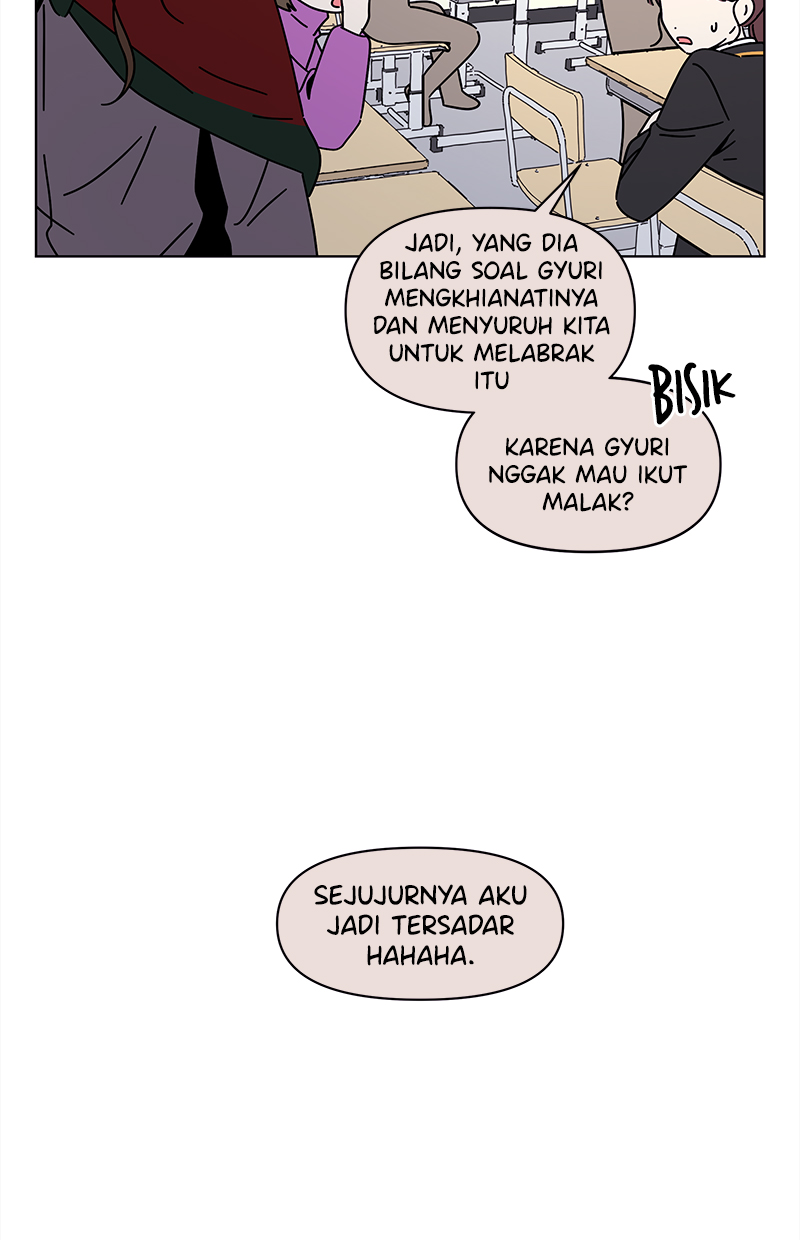 JADI, YANG DIA
BILANG SOAL GYURI
MENGKHIANATINYA
DAN MENYURUH KITA
UNTUK MELABRAK
ITU
BISIK
KARENA GYURI
NGGAK MAU IKUT
MALAK?
SEJUJURNYA AKU
JADI TERSADAR
HAHAHA.